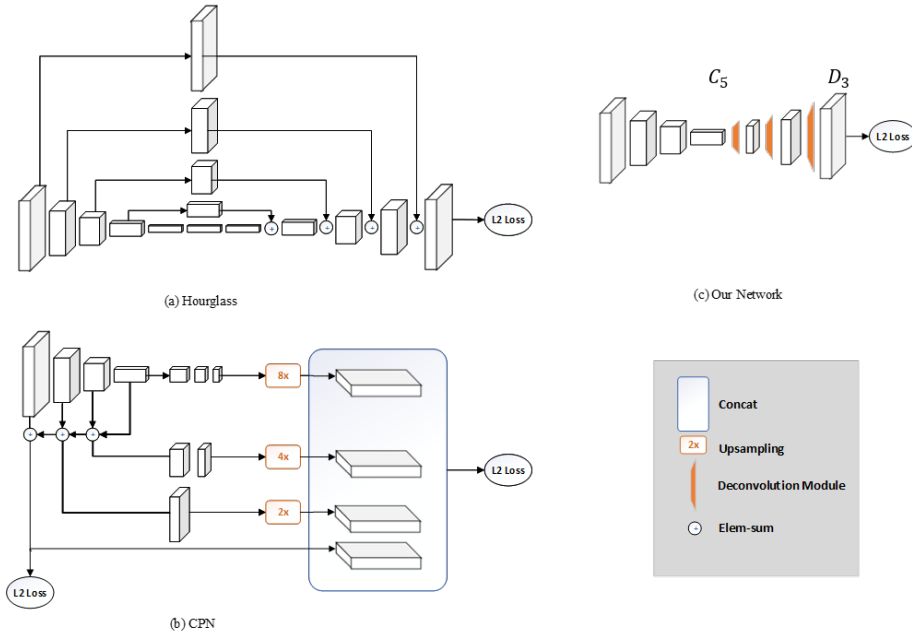 L2 Loss
(a) Hourglass
C₅
D₃
L2 Loss
(c) Our Network
8x
4x
2x
L2 Loss
L2 Loss
(b) CPN
Concat
2x
Upsampling
Deconvolution Module
+
Elem-sum